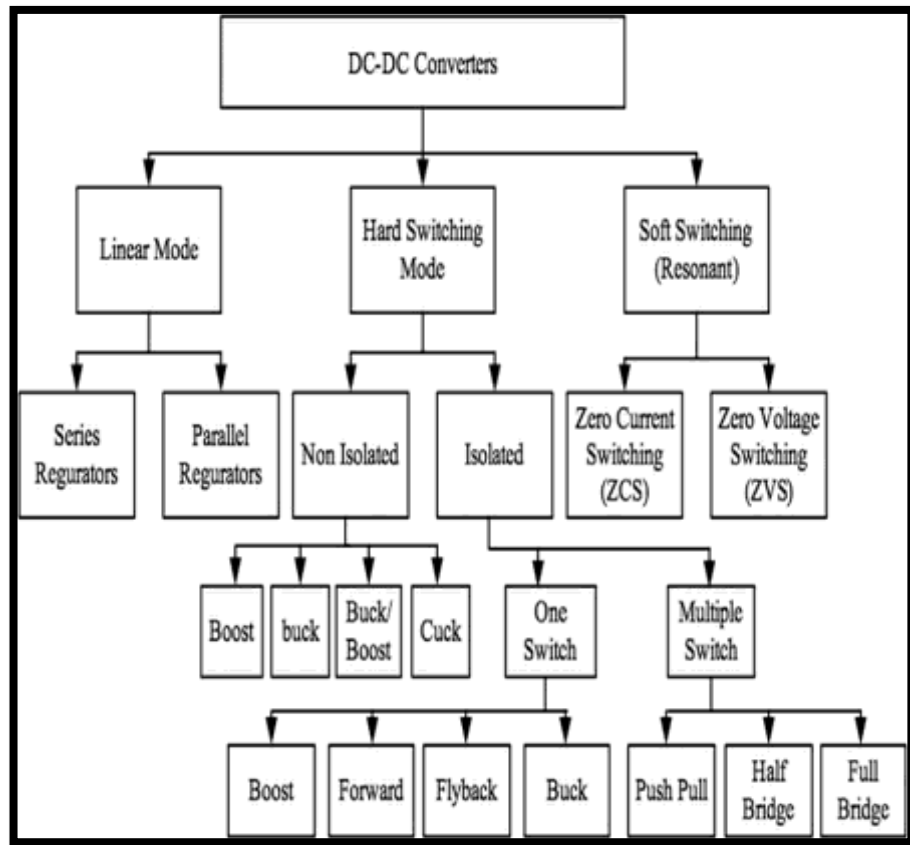 DC-DC Converters
Linear Mode
Hard Switching
Mode
Soft Switching
(Resonant)
Series
Regurators
Parallel
Regurators
Non Isolated
Isolated
Zero Current
Switching
(ZCS)
Zero Voltage
Switching
(ZVS)
Boost
buck
Buck/
Boost
Cuck
One
Switch
Multiple
Switch
Boost
Forward
Flyback
Buck
Push Pull
Half
Bridge
Full
Bridge